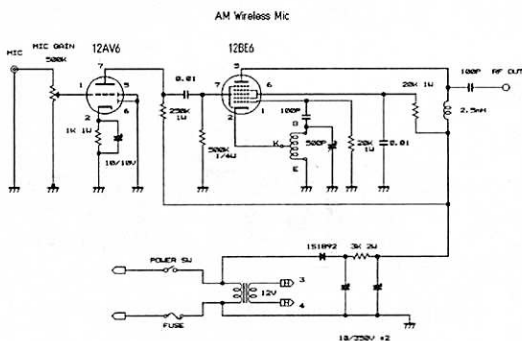 AM Wireless Mic
MIC
MIC GAIN
500K
12AV6
7
1
5
2
6
1K 1W
10/10V
0.01
250K
1W
500K
1/4W
12BE6
5
7
6
2
1
100P
G
K
E
500P
20K
1W
0.01
20K 1W
100P
RF OUT
2.5mH
POWER SW
FUSE
12V
3
4
1S1892
3K 2W
10/350V *2